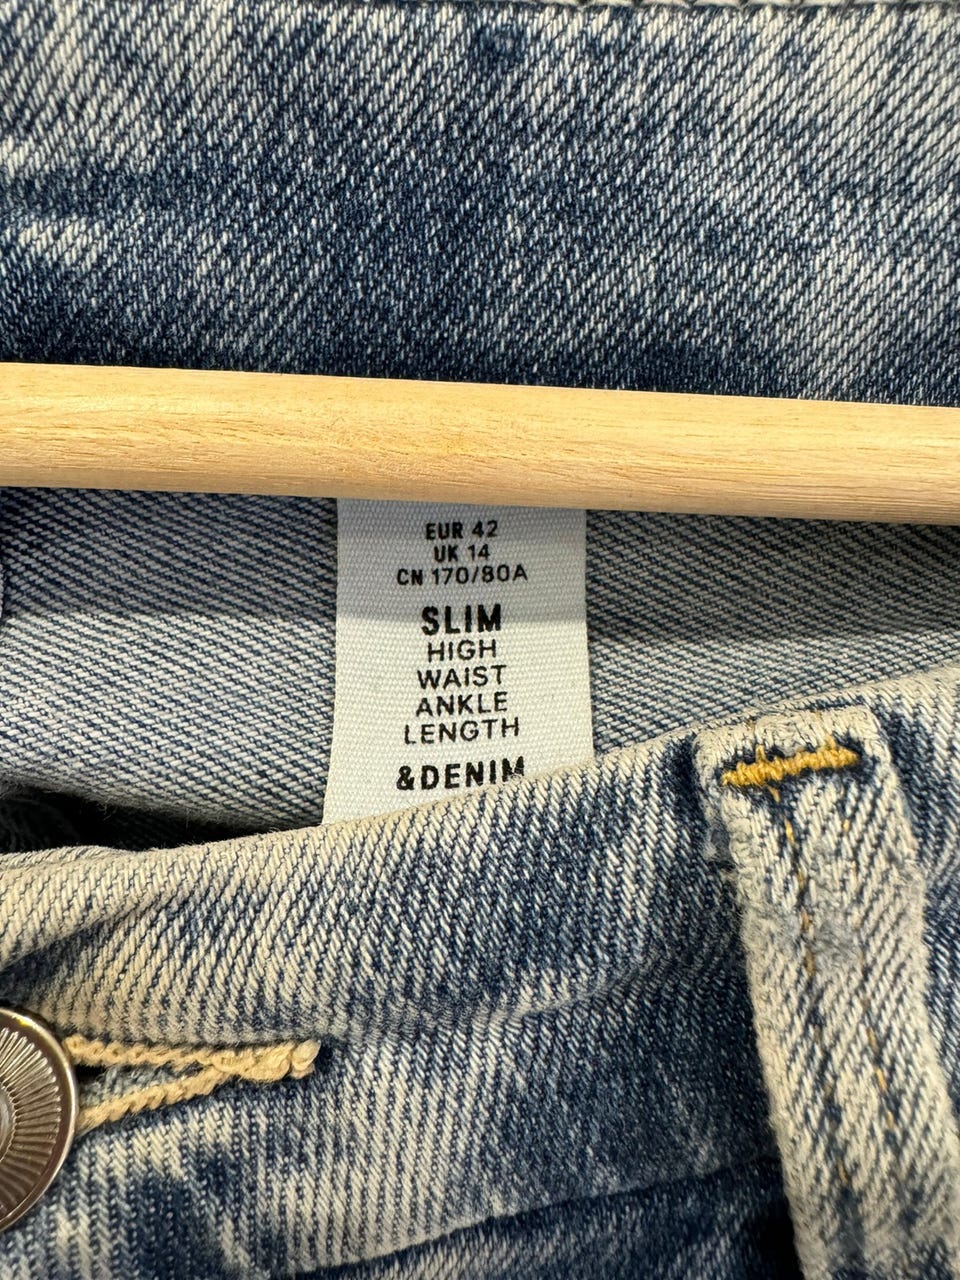 EUR 42
UK 14
CN 170/80A
SLIM
HIGH
WAIST
ANKLE
LENGTH
&DENIM